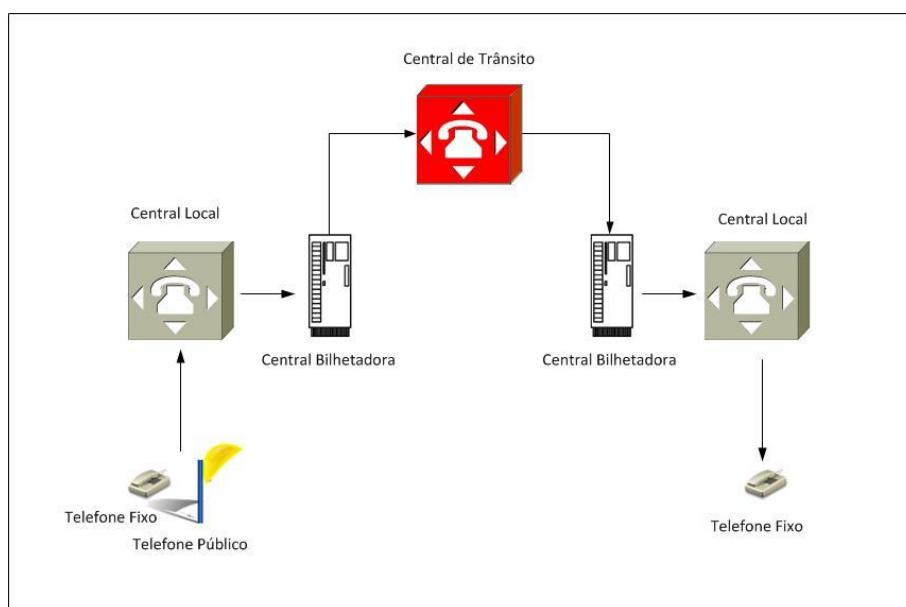 Central de Trânsito
Central Local
Central Local
Central Bilhetadora
Central Bilhetadora
Telefone Fixo
Telefone Público
Telefone Fixo